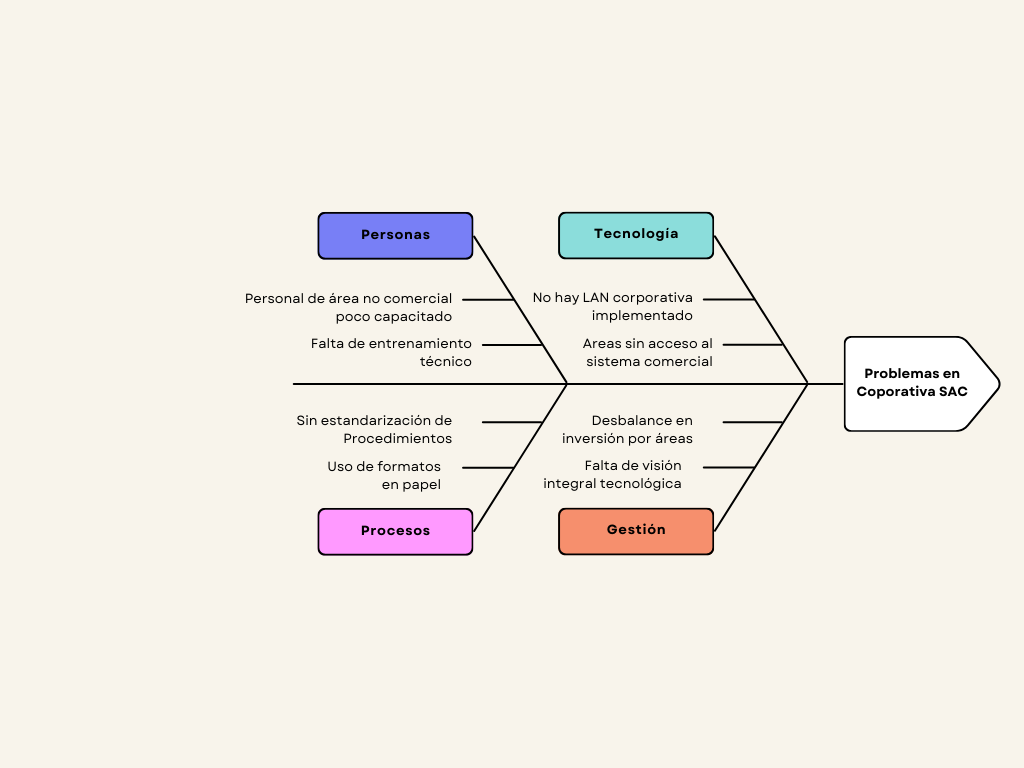 Personas
Tecnología
Personal de área no comercial
poco capacitado
No hay LAN corporativa
implementado
Falta de entrenamiento
técnico
Areas sin acceso al
sistema comercial
Problemas en
Coporativa SAC
Sin estandarización de
Procedimientos
Desbalance en
inversión por áreas
Uso de formatos
en papel
Falta de visión
integral tecnológica
Procesos
Gestión